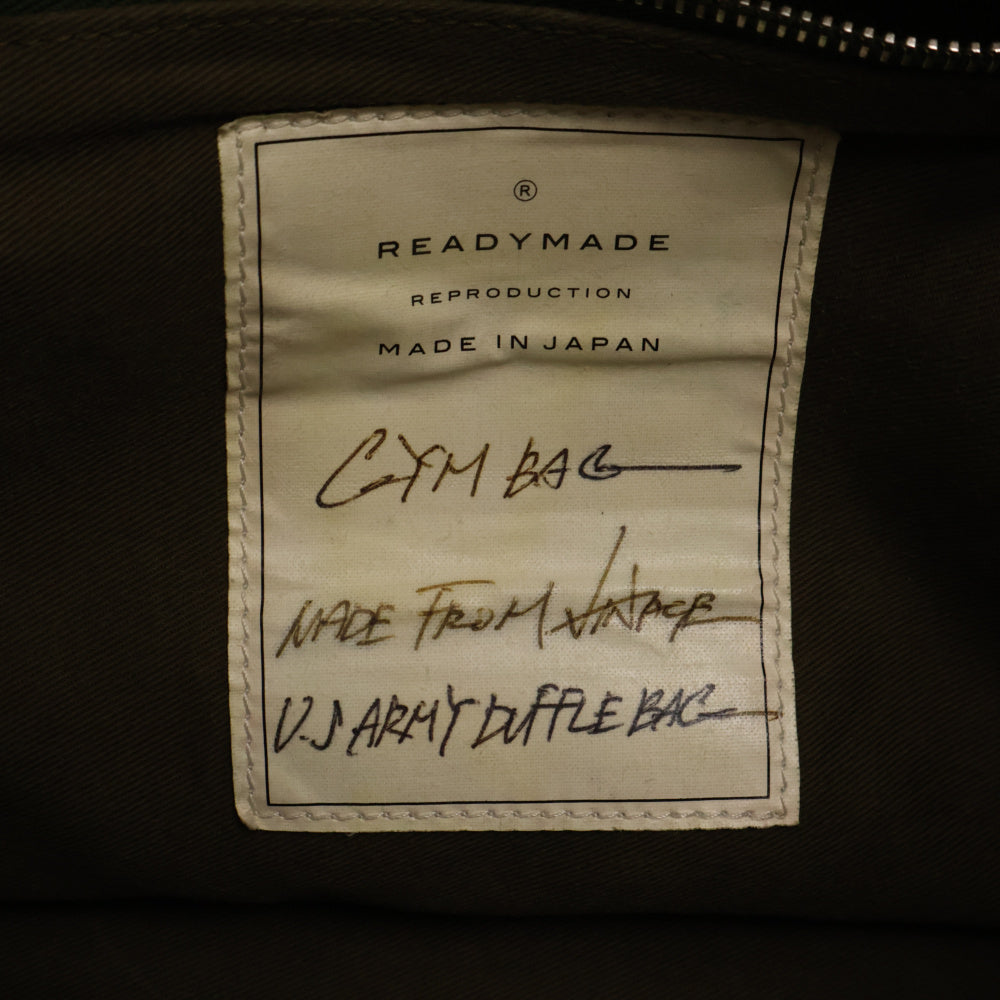 ®
READYMADE
REPRODUCTION
MADE IN JAPAN
GYM BAG
MADE FROM VINTAGE
U.S ARMY DUFFLE BAG